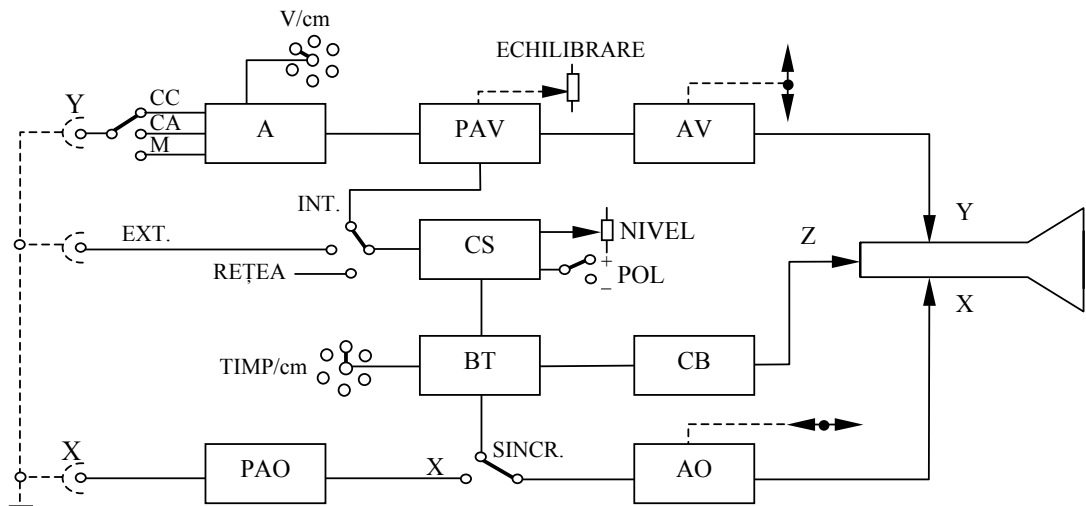 V/cm
ECHILIBRARE
Y
CC
CA
M
A
PAV
AV
INT.
EXT.
REȚEA
CS
NIVEL
+
_
POL
Y
Z
X
TIMP/cm
BT
CB
X
PAO
X
SINCR.
AO